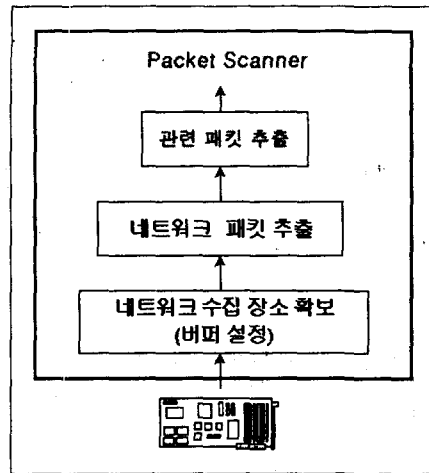 Packet Scanner
관련 패킷 추출
네트워크 패킷 추출
네트워크 수집 장소 확보
(버퍼 설정)